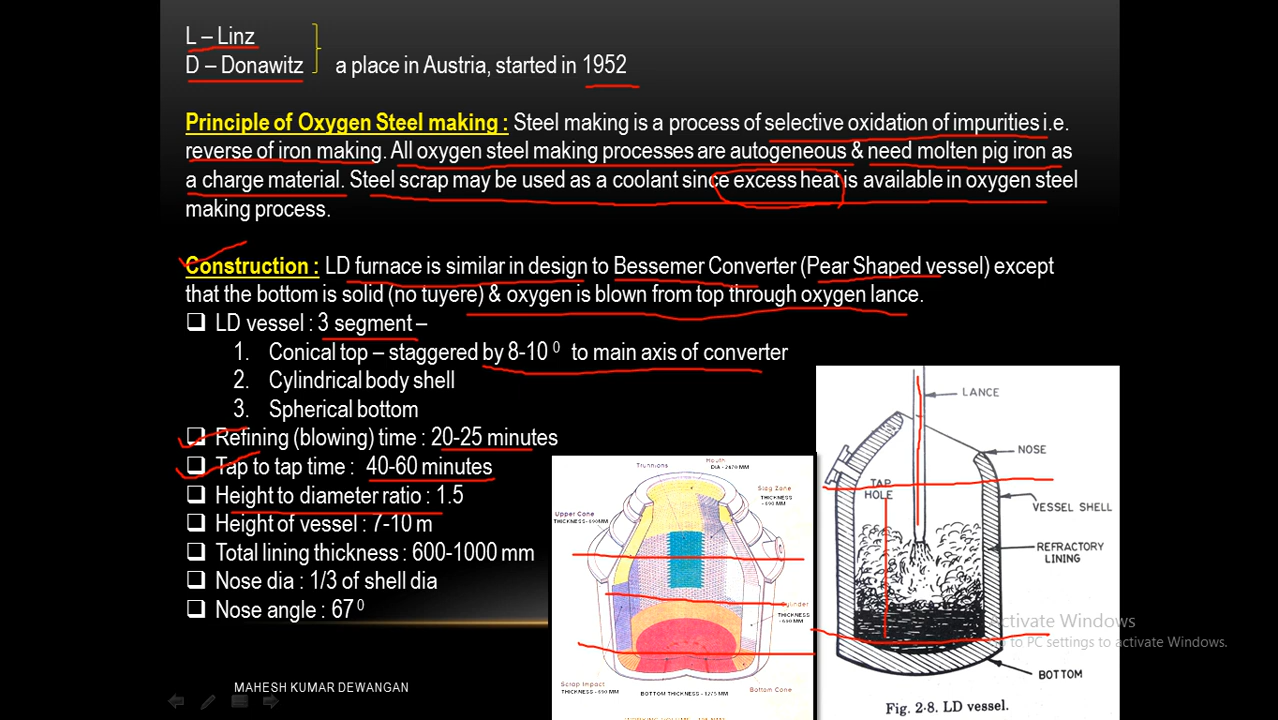 L – Linz
D – Donawitz
a place in Austria, started in 1952
Principle of Oxygen Steel making : Steel making is a process of selective oxidation of impurities i.e.
reverse of iron making. All oxygen steel making processes are autogeneous & need molten pig iron as
a charge material. Steel scrap may be used as a coolant since excess heat is available in oxygen steel
making process.
Construction : LD furnace is similar in design to Bessemer Converter (Pear Shaped vessel) except
that the bottom is solid (no tuyere) & oxygen is blown from top through oxygen lance.
LD vessel : 3 segment –
1. Conical top – staggered by 8-10 ⁰ to main axis of converter
2. Cylindrical body shell
3. Spherical bottom
Refining (blowing) time : 20-25 minutes
Tap to tap time : 40-60 minutes
Height to diameter ratio : 1.5
Height of vessel : 7-10 m
Total lining thickness : 600-1000 mm
Nose dia : 1/3 of shell dia
Nose angle : 67⁰
Trunnions
Mouth
Slag Zone
THICKNESS
Upper Cone
Cylinder
THICKNESS
Scrap Impact
Bottom Cone
LANCE
NOSE
TAP
HOLE
VESSEL SHELL
REFRACTORY
LINING
BOTTOM
Fig. 2·8. LD vessel.
ctivate Windows
to PC settings to activate Windows.
MAHESH KUMAR DEWANGAN